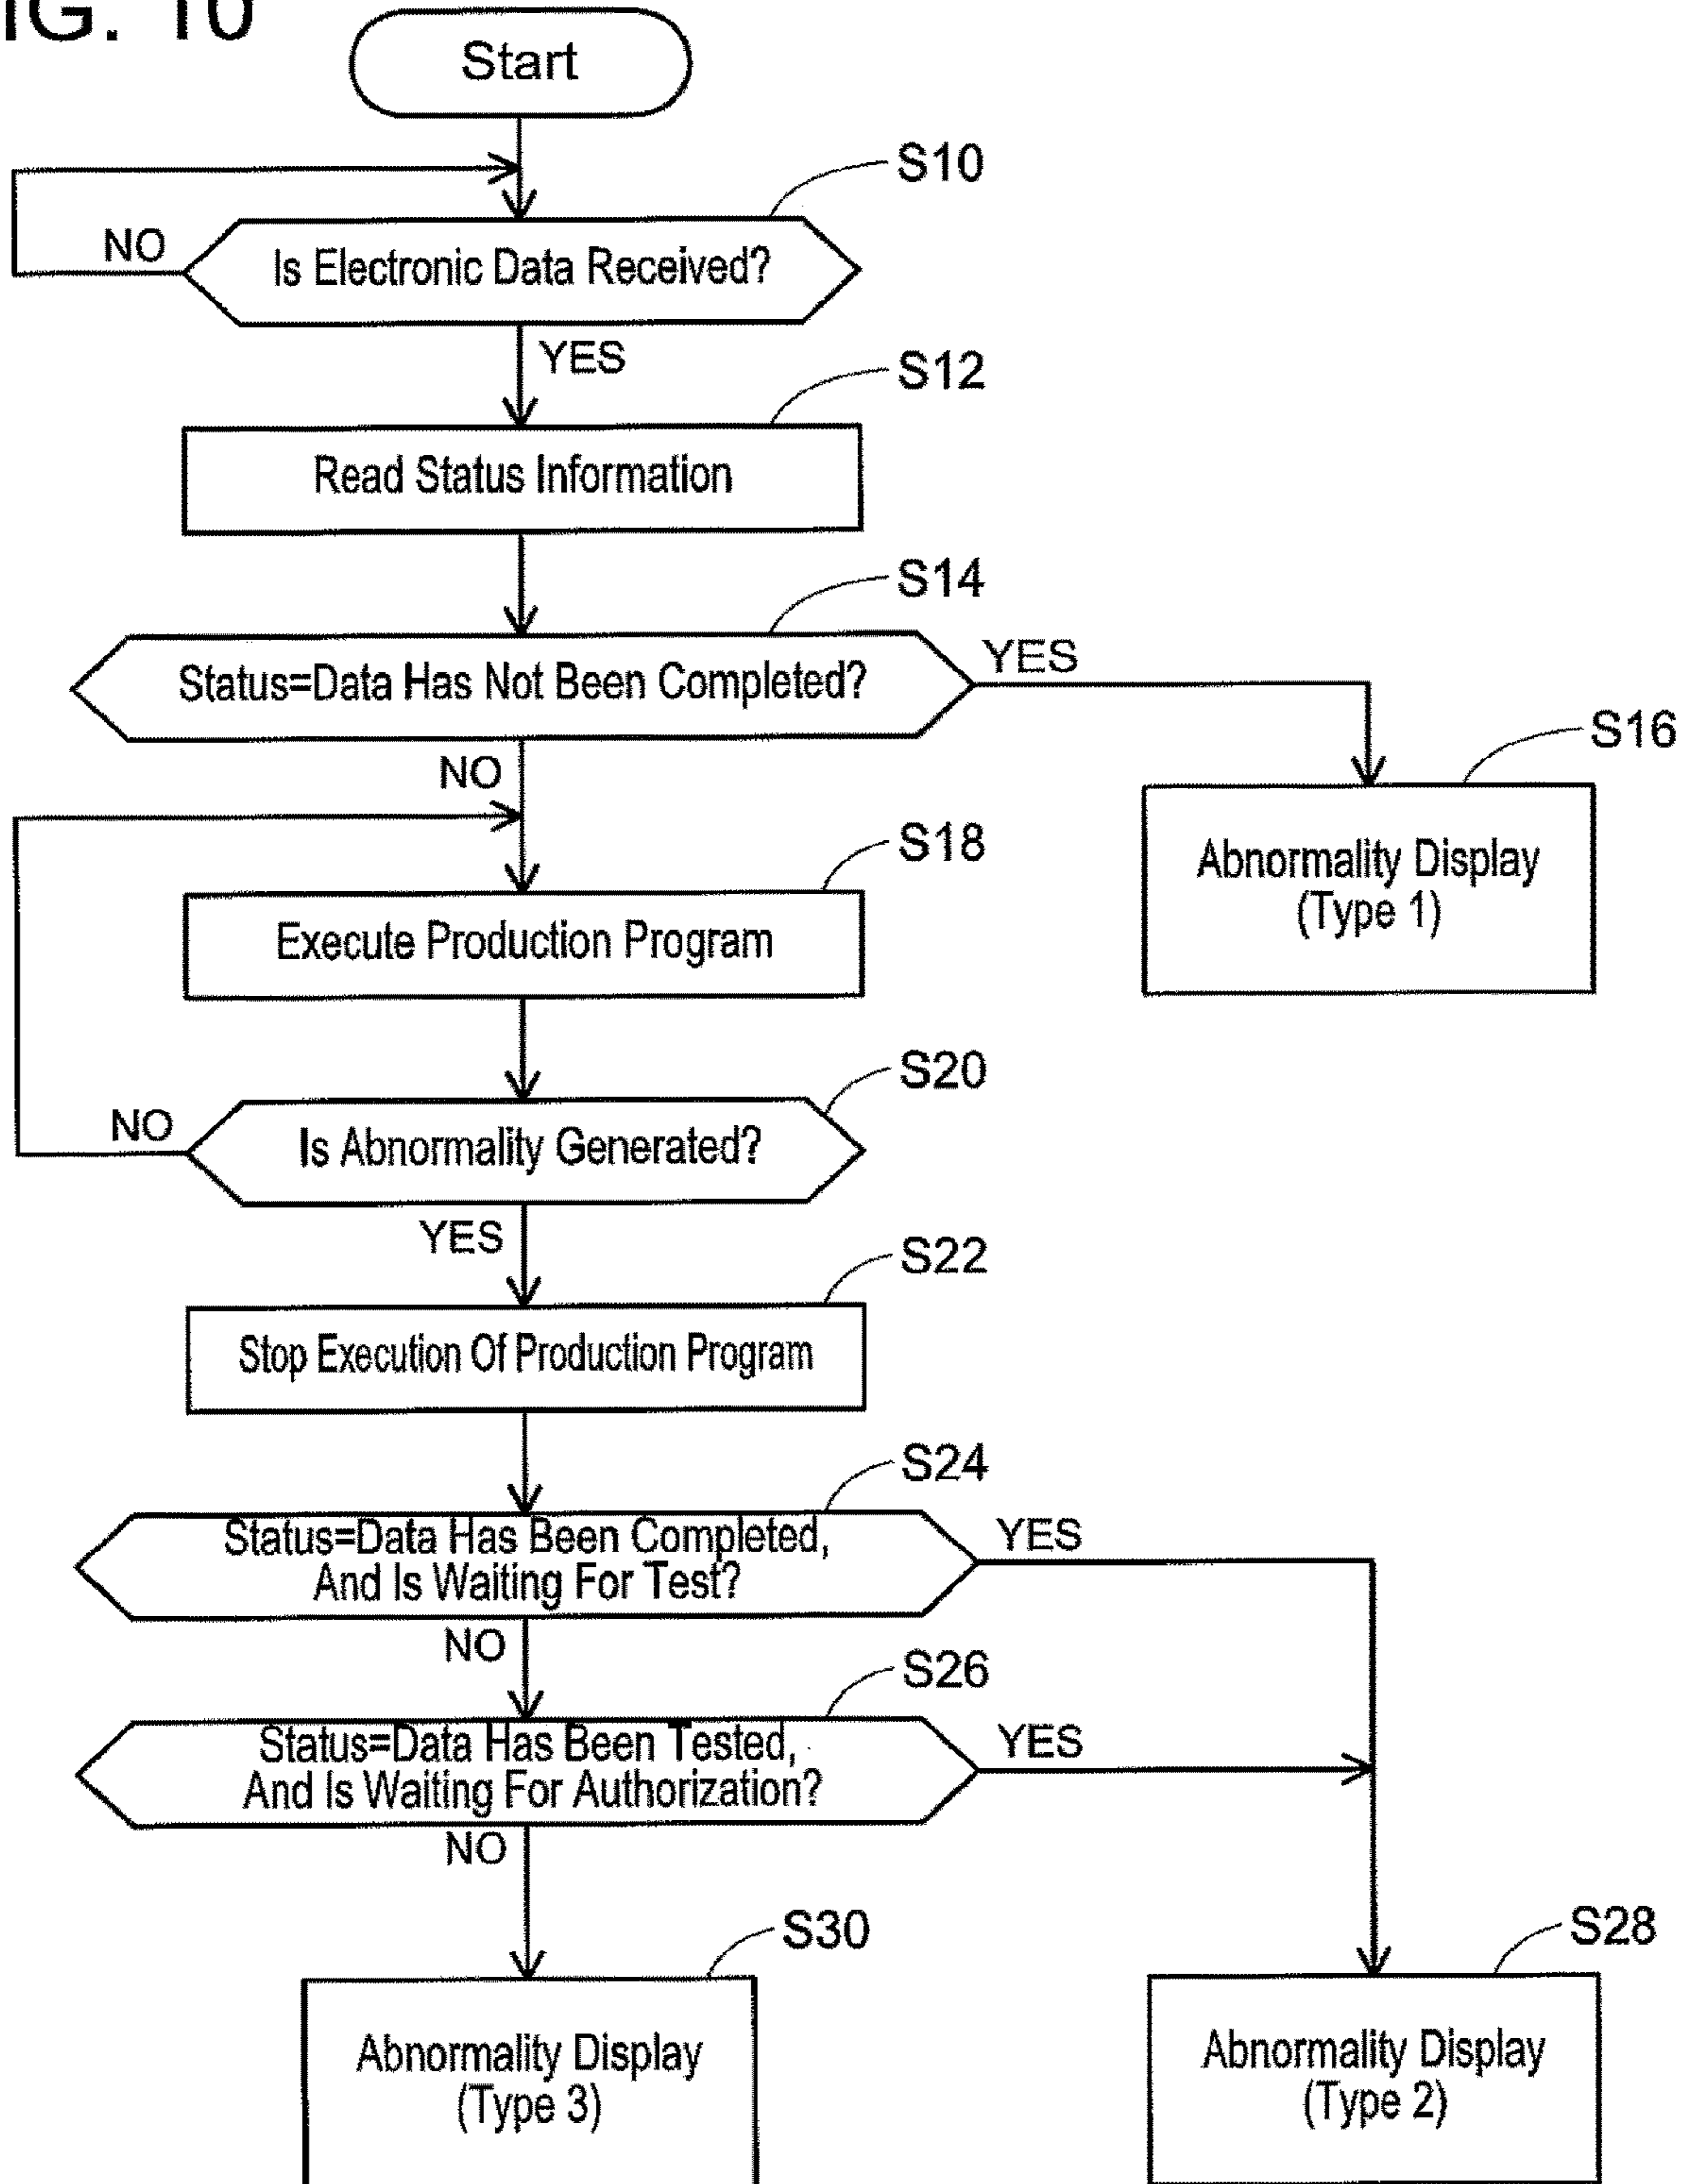 IG. 10
Start
S10
NO
Is Electronic Data Received?
YES
S12
Read Status Information
S14
Status=Data Has Not Been Completed?
YES
S16
NO
Abnormality Display
(Type 1)
S18
Execute Production Program
S20
NO
Is Abnormality Generated?
YES
S22
Stop Execution Of Production Program
S24
Status=Data Has Been Completed,
And Is Waiting For Test?
YES
NO
S26
Status=Data Has Been Tested,
And Is Waiting For Authorization?
YES
NO
S30
Abnormality Display
(Type 3)
S28
Abnormality Display
(Type 2)